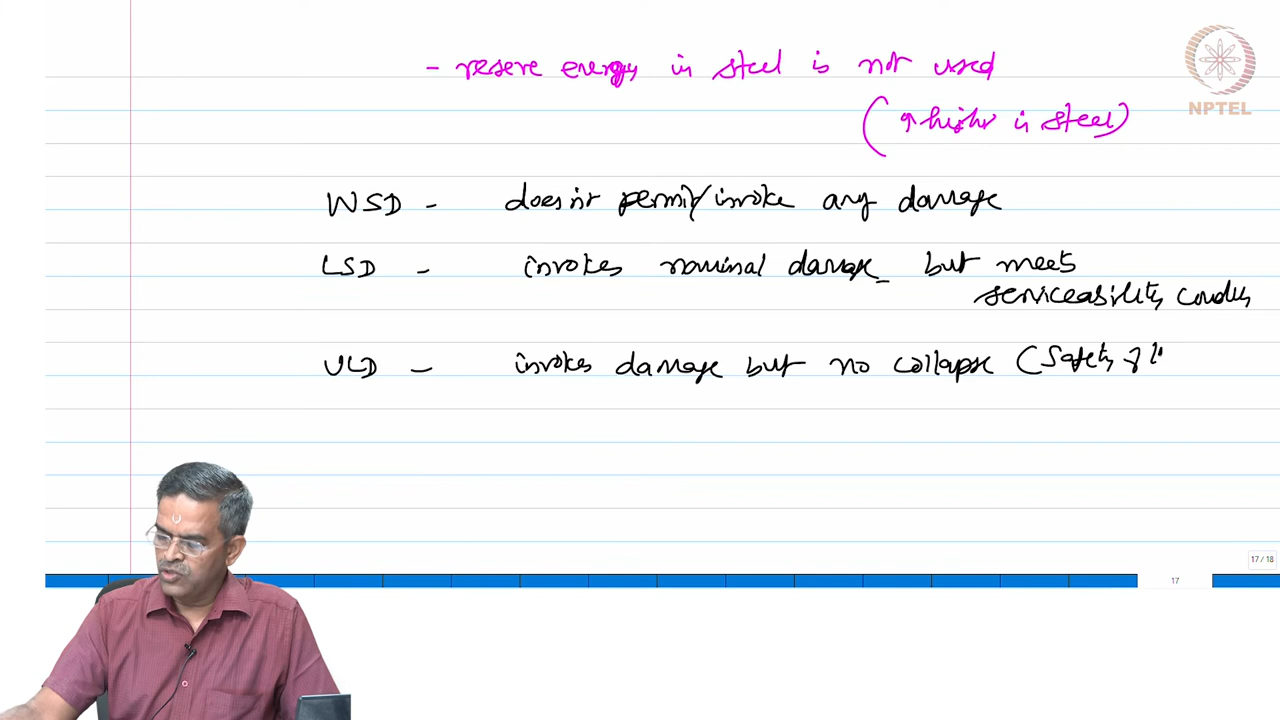 - reserve energy in steel is not used
NPTEL
higher in steel)
WSD - doesn't permit/invoke any damage
LSD - invokes nominal damage but meets
serviceability
ULD - invokes damage but no collapse (Safety of
17 / 18
17